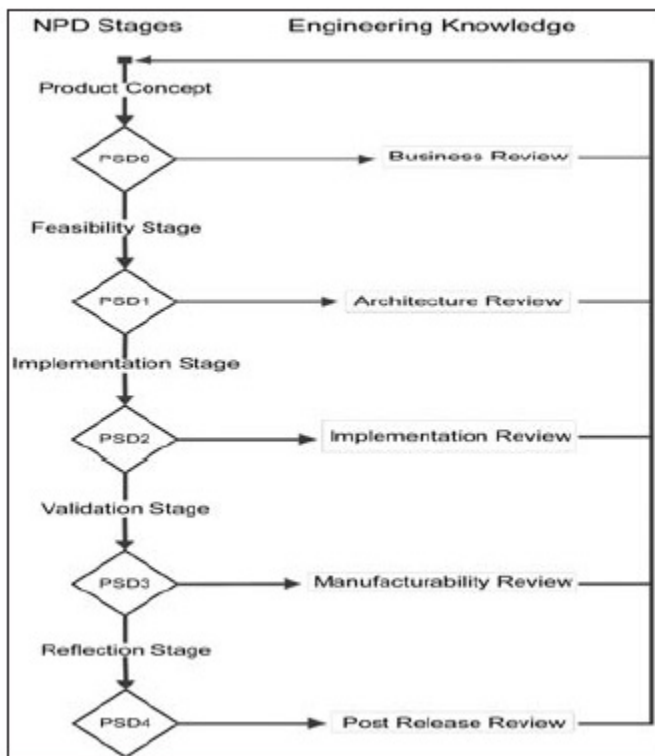 NPD Stages Engineering Knowledge
Product Concept
PSD0 Business Review
Feasibility Stage
PSD1 Architecture Review
Implementation Stage
PSD2 Implementation Review
Validation Stage
PSD3 Manufacturability Review
Reflection Stage
PSD4 Post Release Review